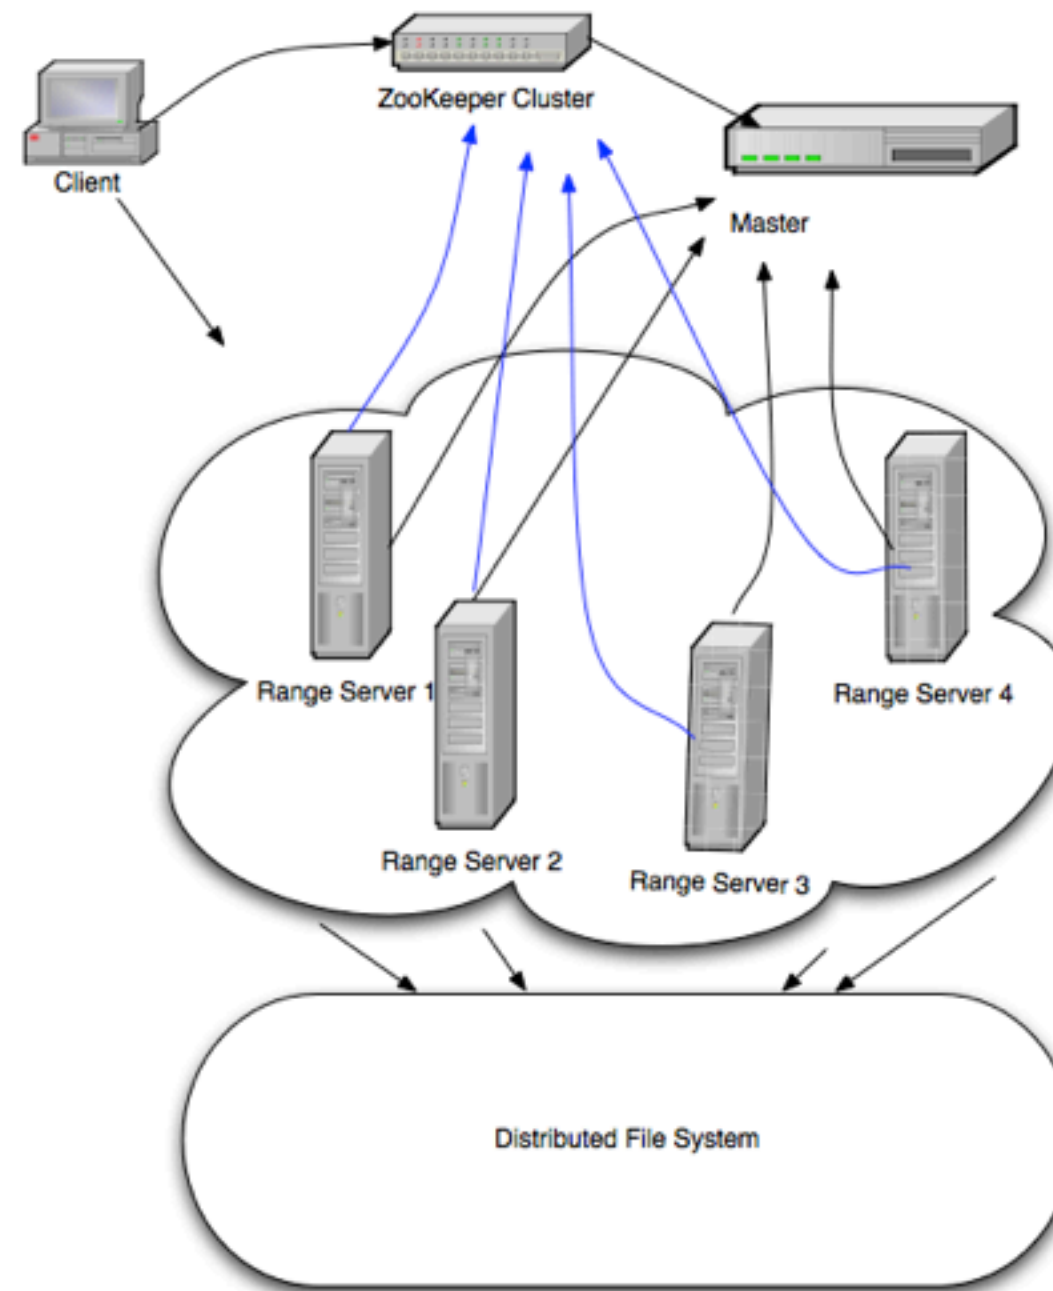 ZooKeeper Cluster
Client
Master
Range Server 1
Range Server 4
Range Server 2
Range Server 3
Distributed File System